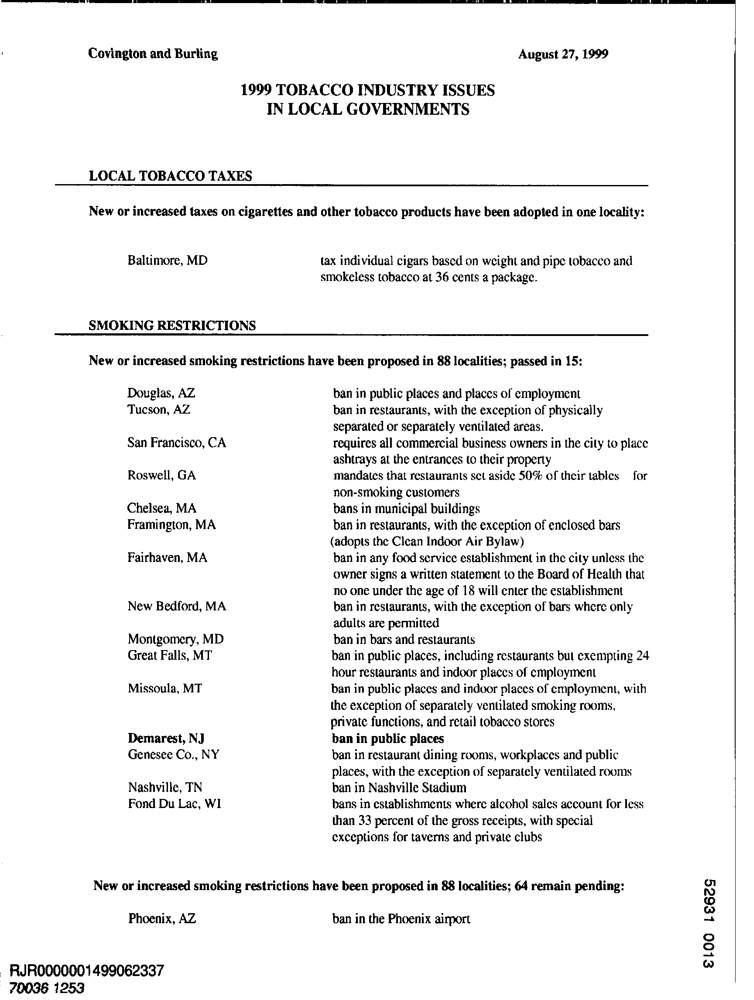 Covington and Burling August 27, 1999
1999 TOBACCO INDUSTRY ISSUES
IN LOCAL GOVERNMENTS
LOCAL TOBACCO TAXES
New or increased taxes on cigarettes and other tobacco products have been adopted in one locality:
Baltimore, MD tax individual cigars based on weight and pipe tobacco and
smokeless tobacco at 36 cents a package.
SMOKING RESTRICTIONS
New or increased smoking restrictions have been proposed in 88 localities; passed in 15:
Douglas, AZ ban in public places and places of employment
Tucson, AZ ban in restaurants, with the exception of physically
separated or separately ventilated areas.
San Francisco, CA requires all commercial business owners in the city to place
ashtrays at the entrances to their property
Roswell, GA mandates that restaurants set aside 50% of their tables for
non-smoking customers
Chelsea, MA bans in municipal buildings
Framington, MA ban in restaurants, with the exception of enclosed bars
(adopts the Clean Indoor Air Bylaw)
Fairhaven, MA ban in any food service establishment in the city unless the
owner signs a written statement to the Board of Health that
no one under the age of 18 will enter the establishment
New Bedford, MA ban in restaurants, with the exception of bars where only
adults are permitted
Montgomery, MD ban in bars and restaurants
Great Falls, MT ban in public places, including restaurants but exempting 24
hour restaurants and indoor places of employment
Missoula, MT ban in public places and indoor places of employment, with
the exception of separately ventilated smoking rooms,
private functions, and retail tobacco stores
Demarest, NJ ban in public places
Genesee Co., NY ban in restaurant dining rooms, workplaces and public
places, with the exception of separately ventilated rooms
Nashville, TN ban in Nashville Stadium
Fond Du Lac, WI bans in establishments where alcohol sales account for less
than 33 percent of the gross receipts, with special
exceptions for taverns and private clubs
New or increased smoking restrictions have been proposed in 88 localities; 64 remain pending:
Phoenix, AZ ban in the Phoenix airport
52931 0013
RJR0000001499062337
70036 1253